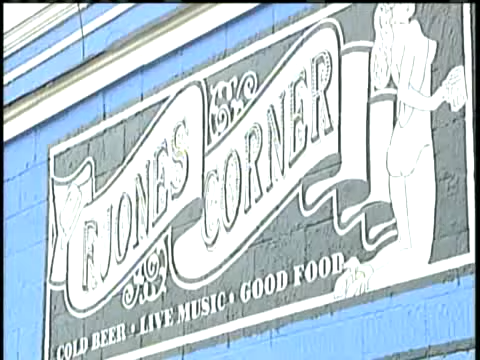 JONES
CORNER
COLD BEER • LIVE MUSIC • GOOD FOOD